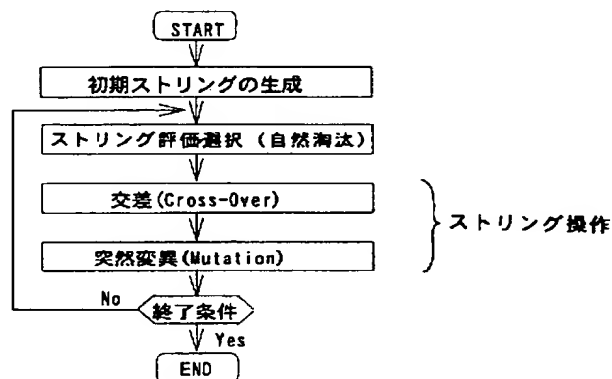 START
初期ストリングの生成
ストリング評価選択 (自然淘汰)
交差(Cross-Over)
ストリング操作
突然変異(Mutation)
No
終了条件
Yes
END